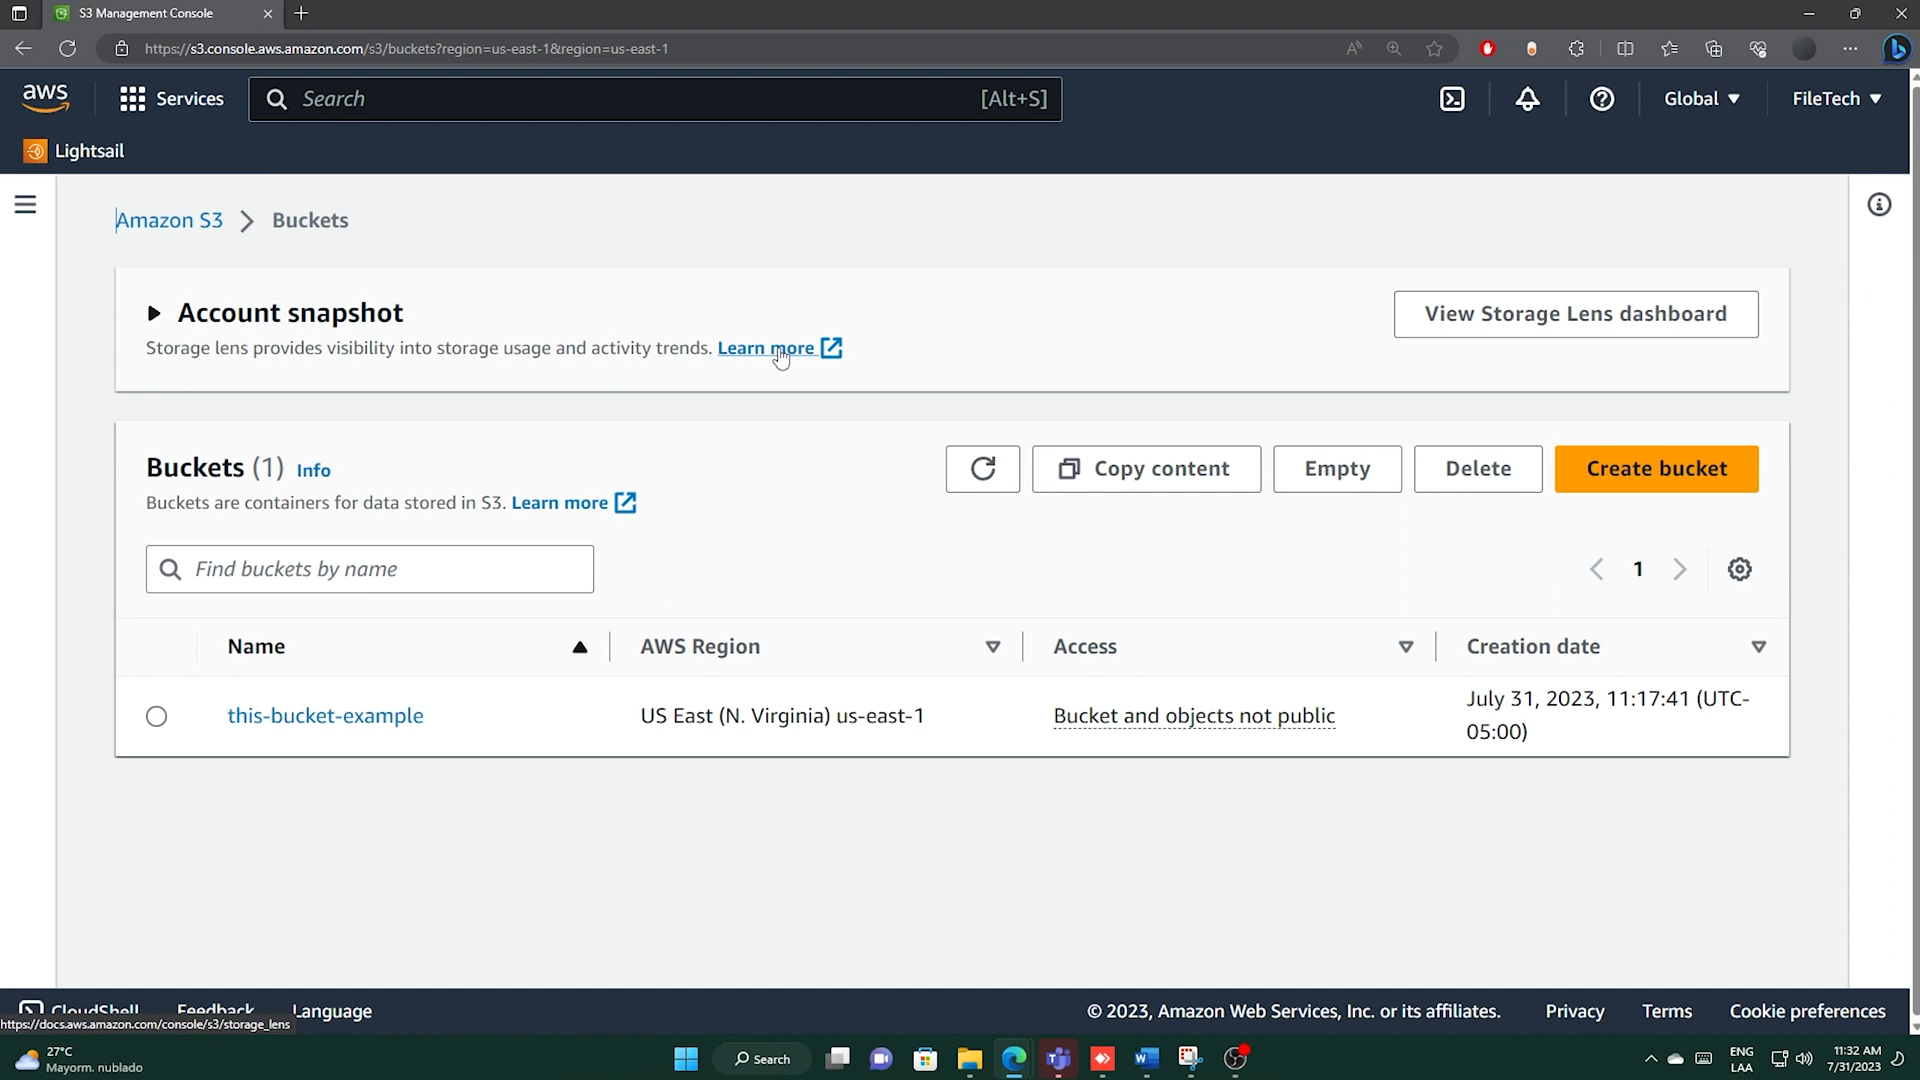 S3 Management Console
https://s3.console.aws.amazon.com/s3/buckets?region=us-east-1&region=us-east-1
aws
Services
Search
[Alt+S]
Global
FileTech
Lightsail
Amazon S3 > Buckets
Account snapshot
View Storage Lens dashboard
Storage lens provides visibility into storage usage and activity trends. Learn more
Buckets (1) Info
Copy content
Empty
Delete
Create bucket
Buckets are containers for data stored in S3. Learn more
Find buckets by name
1
Name
AWS Region
Access
Creation date
this-bucket-example
US East (N. Virginia) us-east-1
Bucket and objects not public
July 31, 2023, 11:17:41 (UTC-
05:00)
CloudShell
Feedback
Language
© 2023, Amazon Web Services, Inc. or its affiliates.
Privacy
Terms
Cookie preferences
https://docs.aws.amazon.com/console/s3/storage_lens
27°C
Mayorm. nublado
Search
ENG
LAA
11:32 AM
7/31/2023